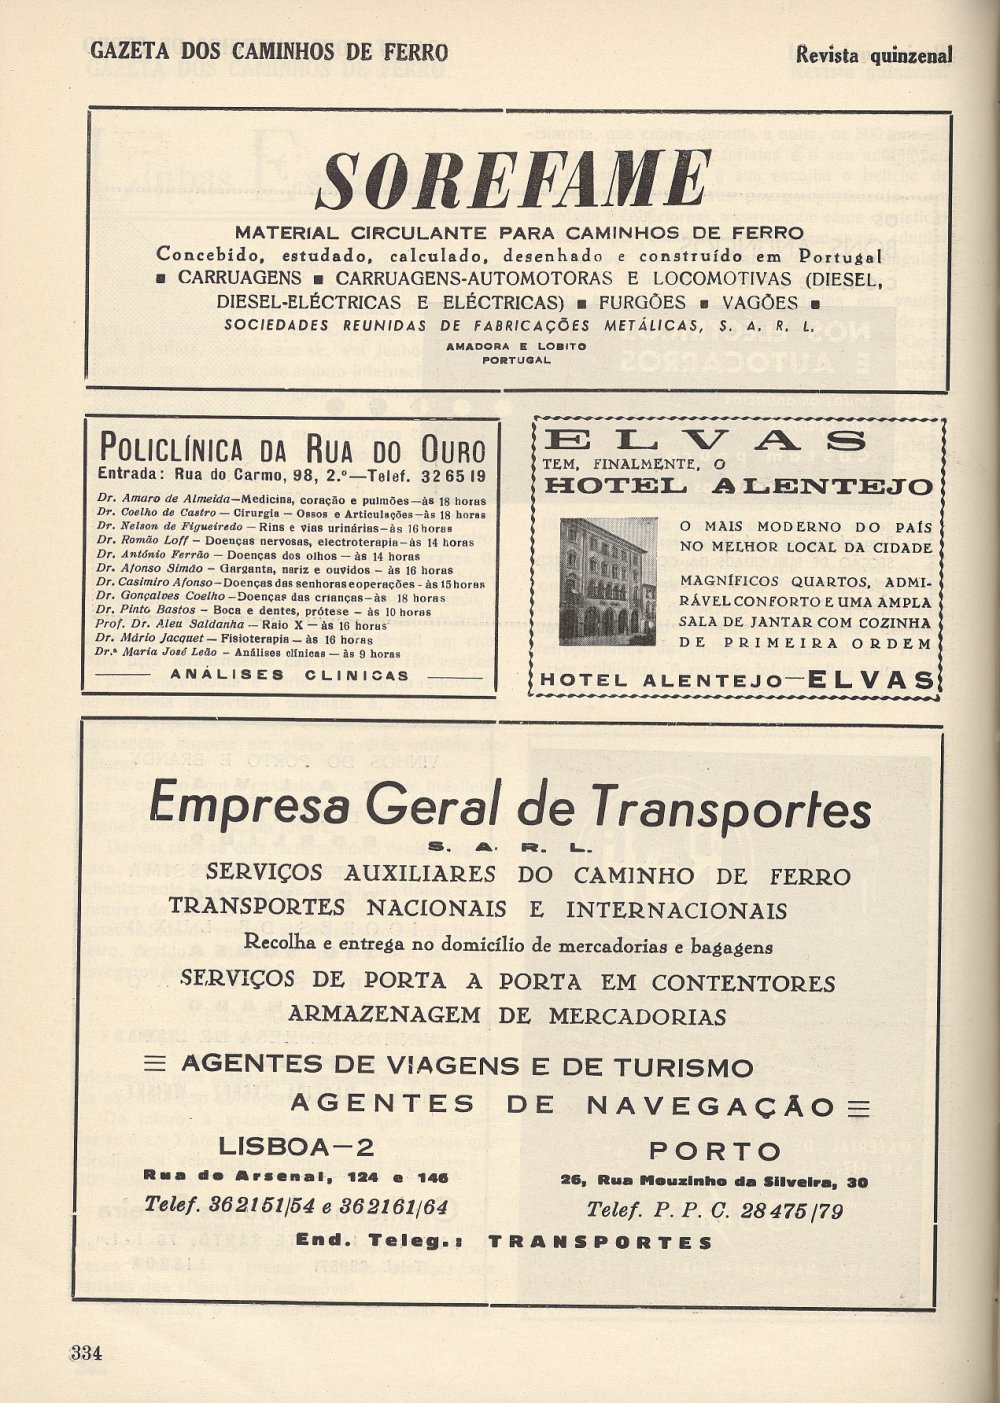 GAZETA DOS CAMINHOS DE FERRO
Revista quinzenal
SOREFAME
MATERIAL CIRCULANTE PARA CAMINHOS DE FERRO
Concebido, estudado, calculado, desenhado e construído em Portugal
▪ CARRUAGENS ▪ CARRUAGENS-AUTOMOTORAS E LOCOMOTIVAS (DIESEL,
DIESEL-ELÉCTRICAS E ELÉCTRICAS) ▪ FURGÕES ▪ VAGÕES ▪
SOCIEDADES REUNIDAS DE FABRICAÇÕES METÁLICAS, S. A. R. L.
AMADORA E LOBITO
PORTUGAL
POLICLÍNICA DA RUA DO OURO
Entrada: Rua do Carmo, 98, 2.º—Telef. 326519
Dr. Amaro de Almeida—Medicina, coração e pulmões—às 18 horas
Dr. Coelho de Castro—Cirurgia — Ossos e Articulações—às 18 horas
Dr. Nelson de Figueiredo — Rins e vias urinárias—às 16 horas
Dr. Romão Loff — Doenças nervosas, electroterapia—às 14 horas
Dr. António Ferrão — Doenças dos olhos — às 14 horas
Dr. Afonso Simão — Garganta, nariz e ouvidos — às 16 horas
Dr. Casimiro Afonso—Doenças das senhoras e operações—às 15 horas
Dr. Gonçalves Coelho—Doenças das crianças—às 18 horas
Dr. Pinto Bastos — Boca e dentes, prótese — às 10 horas
Prof. Dr. Aleu Saldanha — Raio X — às 16 horas
Dr. Mário Jacquet — Fisioterapia — às 16 horas
Dr.ª Maria José Leão — Análises clínicas — às 9 horas
ANÁLISES CLINICAS
ELVAS
TEM, FINALMENTE, O
HOTEL ALENTEJO
O MAIS MODERNO DO PAÍS
NO MELHOR LOCAL DA CIDADE
MAGNÍFICOS QUARTOS, ADMI-
RÁVEL CONFORTO E UMA ÁMPLA
SALA DE JANTAR COM COZINHA
DE PRIMEIRA ORDEM
HOTEL ALENTEJO—ELVAS
Empresa Geral de Transportes
S. A. R. L.
SERVIÇOS AUXILIARES DO CAMINHO DE FERRO
TRANSPORTES NACIONAIS E INTERNACIONAIS
Recolha e entrega no domicílio de mercadorias e bagagens
SERVIÇOS DE PORTA A PORTA EM CONTENTORES
ARMAZENAGEM DE MERCADORIAS
≡ AGENTES DE VIAGENS E DE TURISMO
AGENTES DE NAVEGAÇÃO ≡
LISBOA—2
Rua do Arsenal, 124 e 146
Telef. 362151/54 e 362161/64
PORTO
26, Rua Mouzinho da Silveira, 30
Telef. P. P. C. 28475/79
End. Teleg.: TRANSPORTES
334